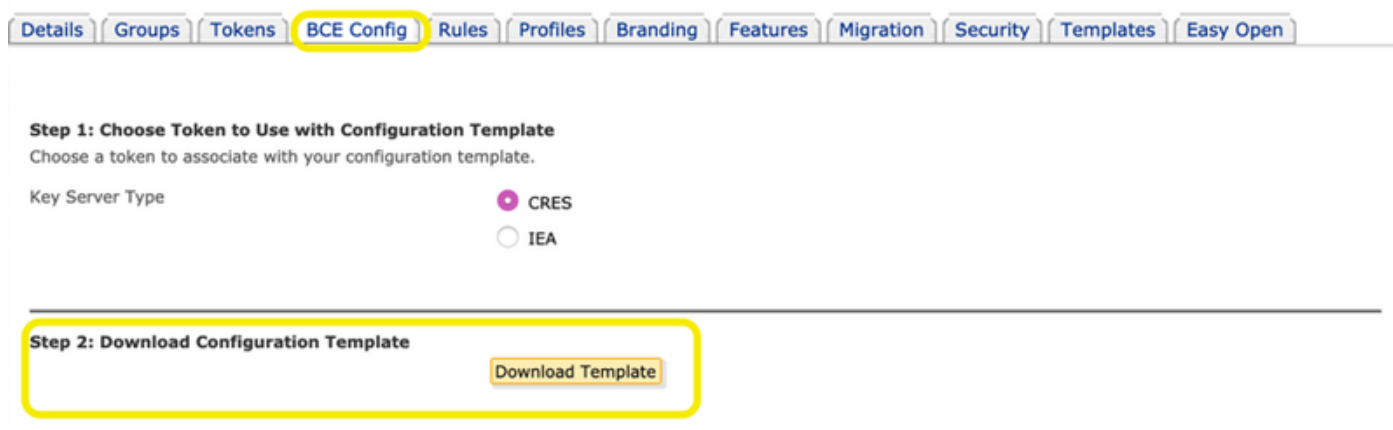 Details Groups Tokens BCE Config Rules Profiles Branding Features Migration Security Templates Easy Open
Step 1: Choose Token to Use with Configuration Template
Choose a token to associate with your configuration template.
Key Server Type
CRES
IEA
Step 2: Download Configuration Template
Download Template